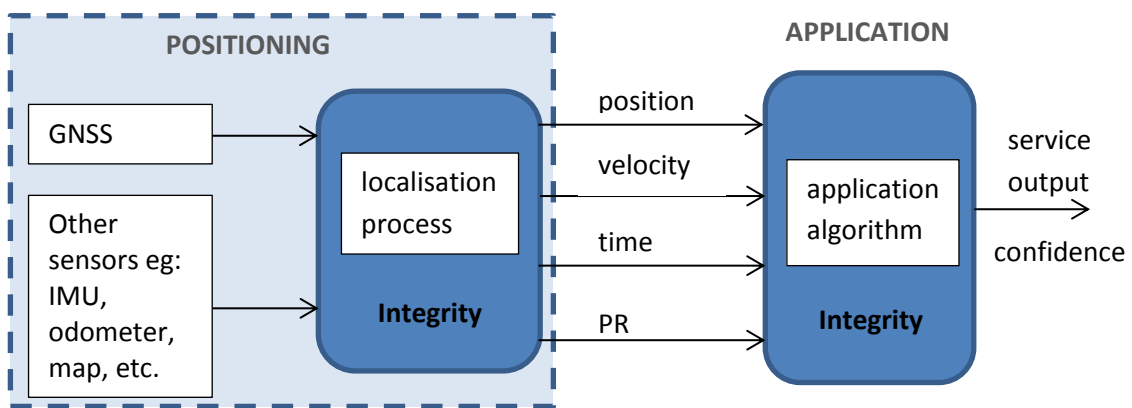 POSITIONING
GNSS
Other
sensors eg:
IMU,
odometer,
map, etc.
localisation
process
Integrity
position
velocity
time
PR
APPLICATION
application
algorithm
Integrity
service
output
confidence